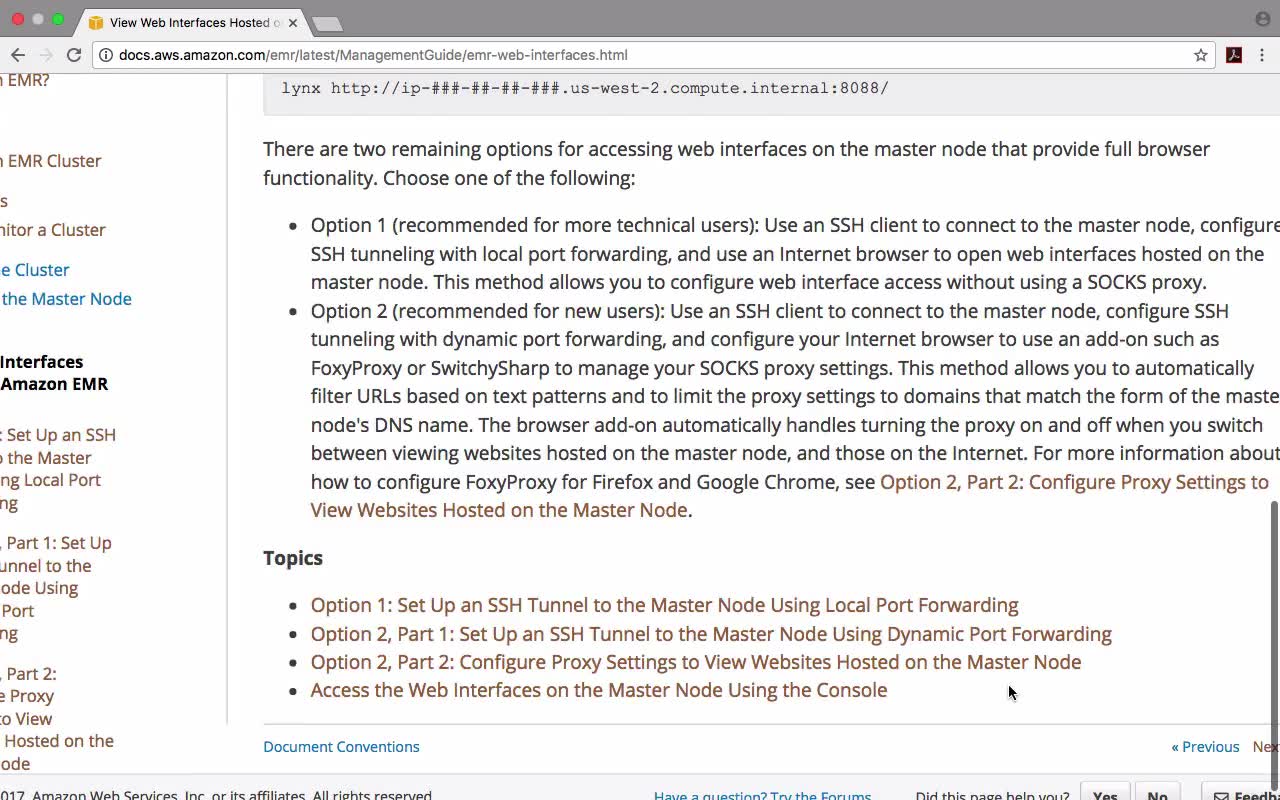 View Web Interfaces Hosted o
docs.aws.amazon.com/emr/latest/ManagementGuide/emr-web-interfaces.html
n EMR?
n EMR Cluster
s
nitor a Cluster
e Cluster
the Master Node
Interfaces
Amazon EMR
: Set Up an SSH
o the Master
ng Local Port
ng
, Part 1: Set Up
unnel to the
ode Using
Port
ng
, Part 2:
e Proxy
to View
Hosted on the
ode
lynx http://ip-###-##-##-###.us-west-2.compute.internal:8088/
There are two remaining options for accessing web interfaces on the master node that provide full browser
functionality. Choose one of the following:
• Option 1 (recommended for more technical users): Use an SSH client to connect to the master node, configure
SSH tunneling with local port forwarding, and use an Internet browser to open web interfaces hosted on the
master node. This method allows you to configure web interface access without using a SOCKS proxy.
• Option 2 (recommended for new users): Use an SSH client to connect to the master node, configure SSH
tunneling with dynamic port forwarding, and configure your Internet browser to use an add-on such as
FoxyProxy or SwitchySharp to manage your SOCKS proxy settings. This method allows you to automatically
filter URLs based on text patterns and to limit the proxy settings to domains that match the form of the maste
node's DNS name. The browser add-on automatically handles turning the proxy on and off when you switch
between viewing websites hosted on the master node, and those on the Internet. For more information about
how to configure FoxyProxy for Firefox and Google Chrome, see Option 2, Part 2: Configure Proxy Settings to
View Websites Hosted on the Master Node.
Topics
• Option 1: Set Up an SSH Tunnel to the Master Node Using Local Port Forwarding
• Option 2, Part 1: Set Up an SSH Tunnel to the Master Node Using Dynamic Port Forwarding
• Option 2, Part 2: Configure Proxy Settings to View Websites Hosted on the Master Node
• Access the Web Interfaces on the Master Node Using the Console
Document Conventions
« Previous Nex
017, Amazon Web Services, Inc. or its affiliates. All rights reserved.
Have a question? Try the Forums.
Did this page help you? Yes No Feedb